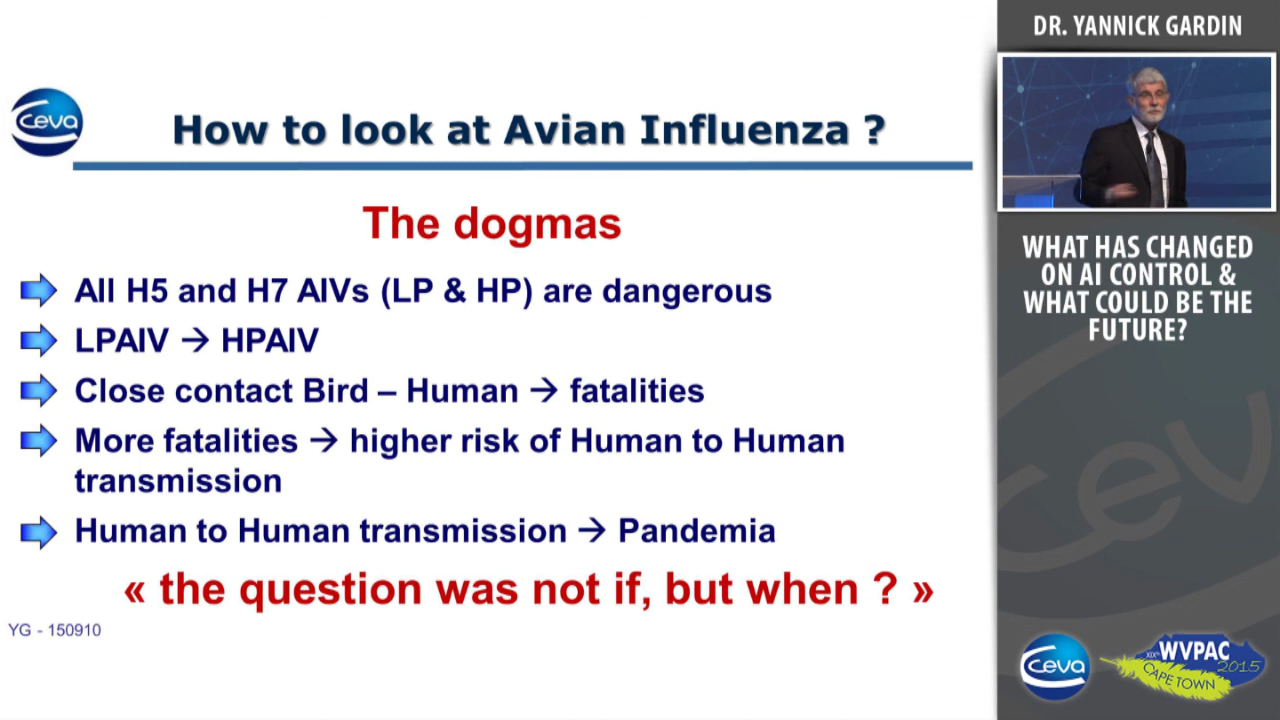 Ceva
How to look at Avian Influenza ?
The dogmas
All H5 and H7 AIVs (LP & HP) are dangerous
LPAIV → HPAIV
Close contact Bird – Human → fatalities
More fatalities → higher risk of Human to Human
transmission
Human to Human transmission → Pandemia
« the question was not if, but when ? »
YG - 150910
DR. YANNICK GARDIN
WHAT HAS CHANGED
ON AI CONTROL &
WHAT COULD BE THE
FUTURE?
Ceva
Ceva
XIXth WVPAC
2015
CAPE TOWN